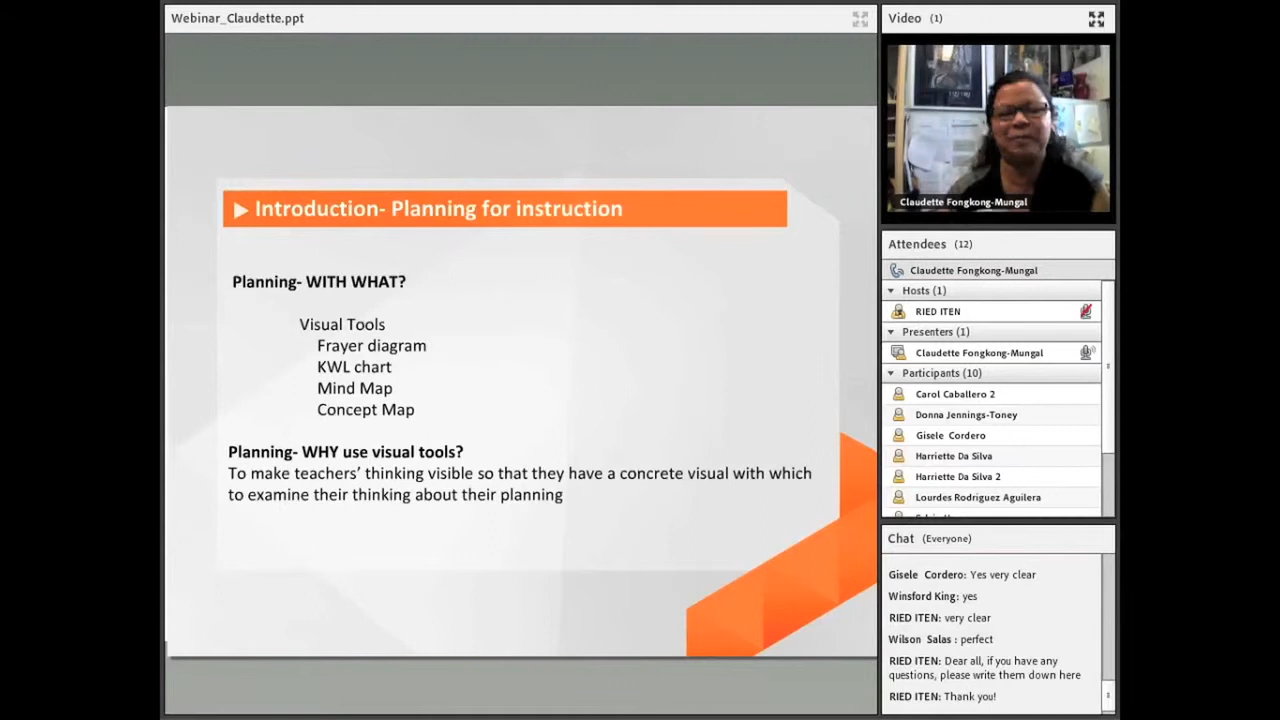 Webinar_Claudette.ppt
▶ Introduction- Planning for instruction
Planning- WITH WHAT?
Visual Tools
Frayer diagram
KWL chart
Mind Map
Concept Map
Planning- WHY use visual tools?
To make teachers' thinking visible so that they have a concrete visual with which
to examine their thinking about their planning
Video (1)
Claudette Fongkong-Mungal
Attendees (12)
Claudette Fongkong-Mungal
Hosts (1)
RIED ITEN
Presenters (1)
Claudette Fongkong-Mungal
Participants (10)
Carol Caballero 2
Donna Jennings-Toney
Gisele Cordero
Harriette Da Silva
Harriette Da Silva 2
Lourdes Rodriguez Aguilera
Chat (Everyone)
Gisele Cordero: Yes very clear
Winsford King: yes
RIED ITEN: very clear
Wilson Salas : perfect
RIED ITEN: Dear all, if you have any
questions, please write them down here
RIED ITEN: Thank you!